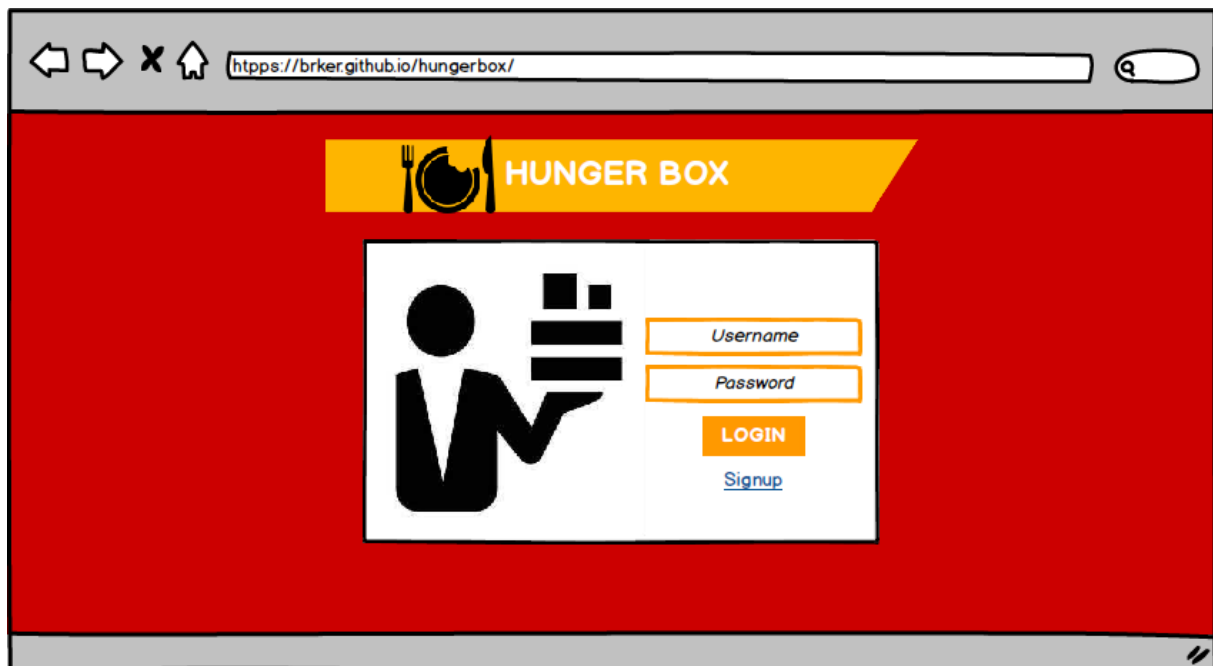 htpps://brker.github.io/hungerbox/
HUNGER BOX
Username
Password
LOGIN
Signup